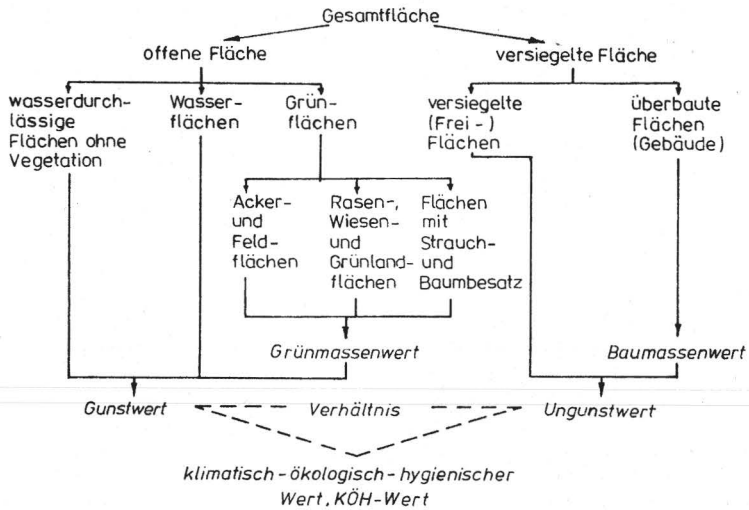 Gesamtfläche
offene Fläche
versiegelte Fläche
wasserdurch-
lässige
Flächen ohne
Vegetation
Wasser-
flächen
Grün-
flächen
versiegelte
(Frei-)
Flächen
überbaute
Flächen
(Gebäude)
Acker-
und
Feld-
flächen
Rasen-,
Wiesen-
und
Grünland-
flächen
Flächen
mit
Strauch-
und
Baumbesatz
Grünmassenwert
Baumassenwert
Gunstwert
Verhältnis
Ungunstwert
klimatisch-ökologisch-hygienischer
Wert, KÖH-Wert